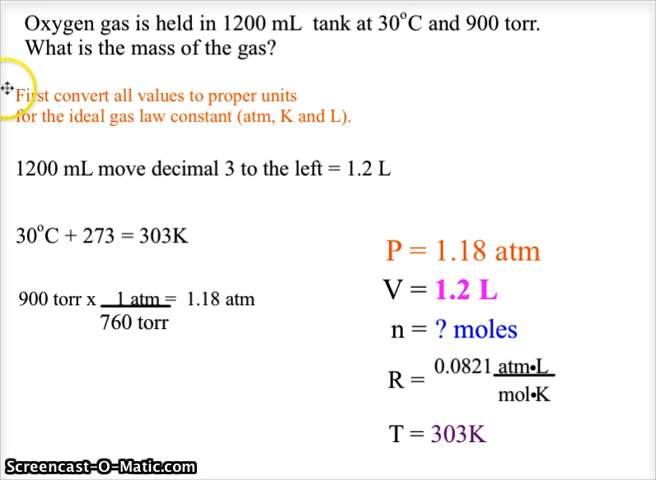 Oxygen gas is held in 1200 mL tank at 30°C and 900 torr.
What is the mass of the gas?
First convert all values to proper units
for the ideal gas law constant (atm, K and L).
1200 mL move decimal 3 to the left = 1.2 L
30°C + 273 = 303K
900 torr x 1 atm = 1.18 atm
760 torr
P = 1.18 atm
V = 1.2 L
n = ? moles
R = 0.0821 atm•L
mol•K
T = 303K
Screencast-O-Matic.com